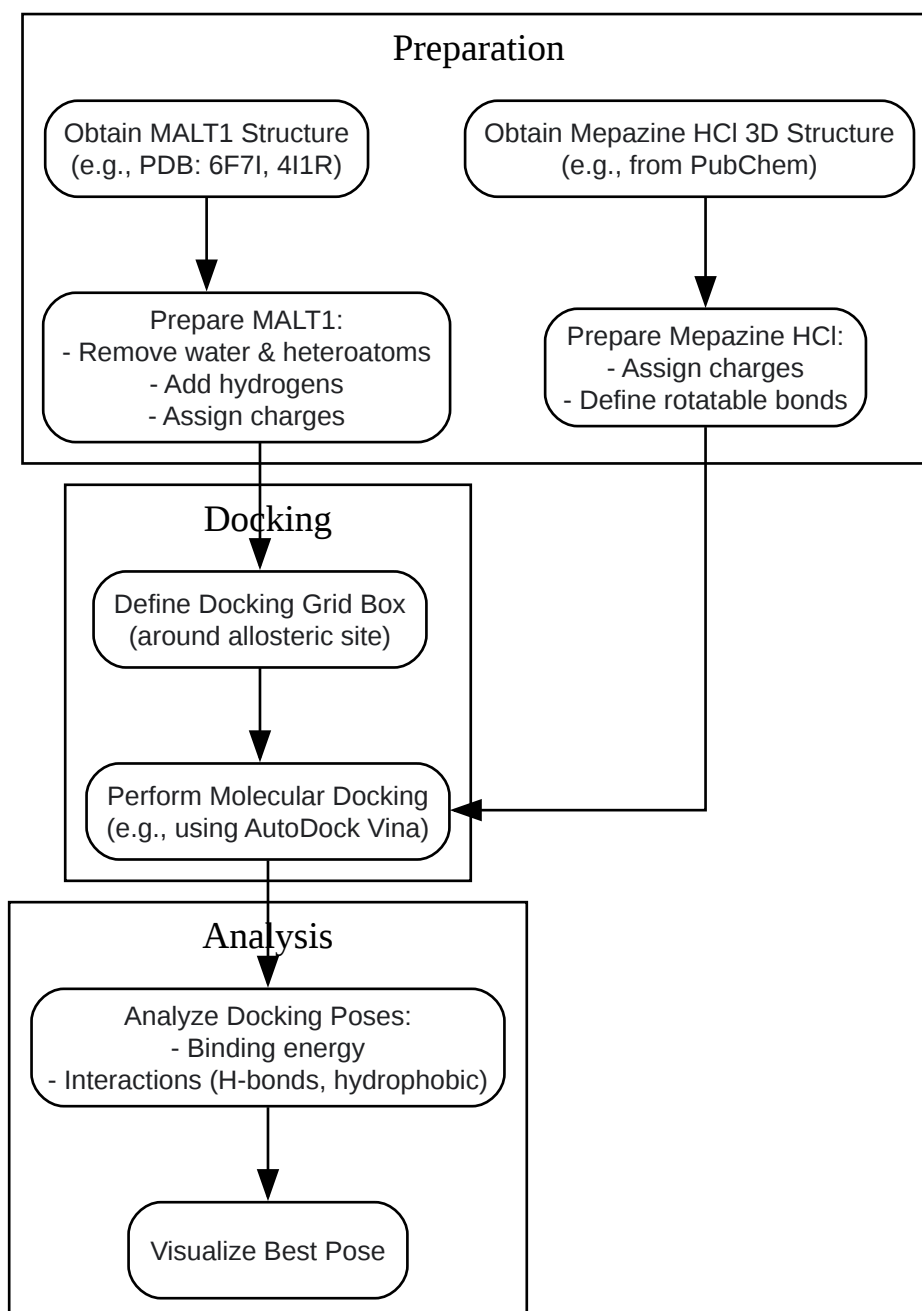 Preparation
Obtain MALT1 Structure
(e.g., PDB: 6F7I, 4I1R)
Obtain Mepazine HCl 3D Structure
(e.g., from PubChem)
Prepare MALT1:
- Remove water & heteroatoms
- Add hydrogens
- Assign charges
Prepare Mepazine HCl:
- Assign charges
- Define rotatable bonds
Docking
Define Docking Grid Box
(around allosteric site)
Perform Molecular Docking
(e.g., using AutoDock Vina)
Analysis
Analyze Docking Poses:
- Binding energy
- Interactions (H-bonds, hydrophobic)
Visualize Best Pose